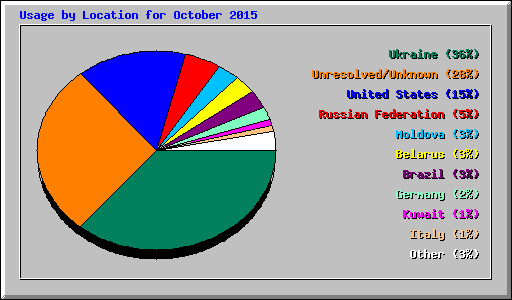 Usage by Location for October 2015
Ukraine (36%)
Unresolved/Unknown (28%)
United States (15%)
Russian Federation (5%)
Moldova (3%)
Belarus (3%)
Brazil (3%)
Germany (2%)
Kuwait (1%)
Italy (1%)
Other (3%)